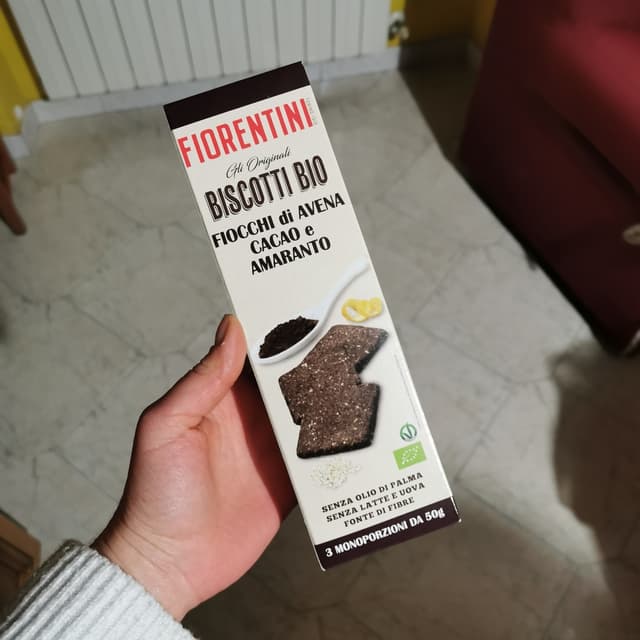 FIORENTINI
Gli Originali
BISCOTTI BIO
FIOCCHI di AVENA
CACAO e
AMARANTO
SENZA OLIO DI PALMA
SENZA LATTE E UOVA
FONTE DI FIBRE
3 MONOPORZIONI DA 50g